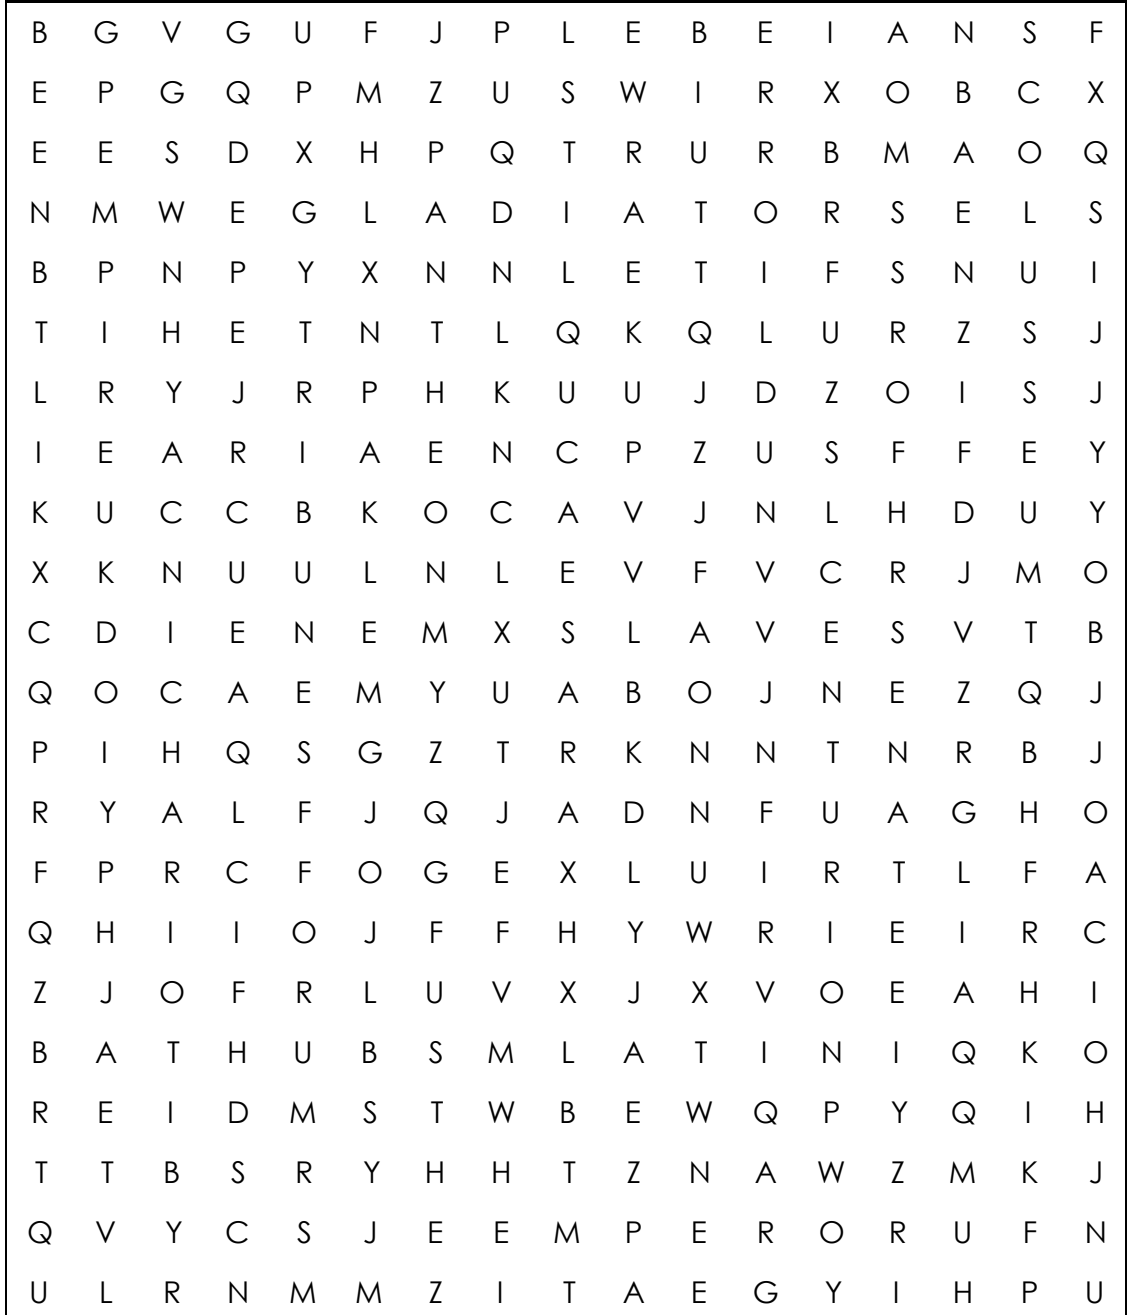 B G V G U F J P L E B E I A N S F
E P G Q P M Z U S W I R X O B C X
E E S D X H P Q T R U R B M A O Q
N M W E G L A D I A T O R S E L S
B P N P Y X N N L E T I F S N U I
T I H E T N T L Q K Q L U R Z S J
L R Y J R P H K U U J D Z O I S J
I E A R I A E N C P Z U S F F E Y
K U C C B K O C A V J N L H D U Y
X K N U U L N L E V F V C R J M O
C D I E N E M X S L A V E S V T B
Q O C A E M Y U A B O J N E Z Q J
P I H Q S G Z T R K N N T N R B J
R Y A L F J Q J A D N F U A G H O
F P R C F O G E X L U I R T L F A
Q H I I O J F F H Y W R I E I R C
Z J O F R L U V X J X V O E A H I
B A T H U B S M L A T I N I Q K O
R E I D M S T W B E W Q P Y Q I H
T T B S R Y H H T Z N A W Z M K J
Q V Y C S J E E M P E R O R U F N
U L R N M M Z I T A E G Y I H P U